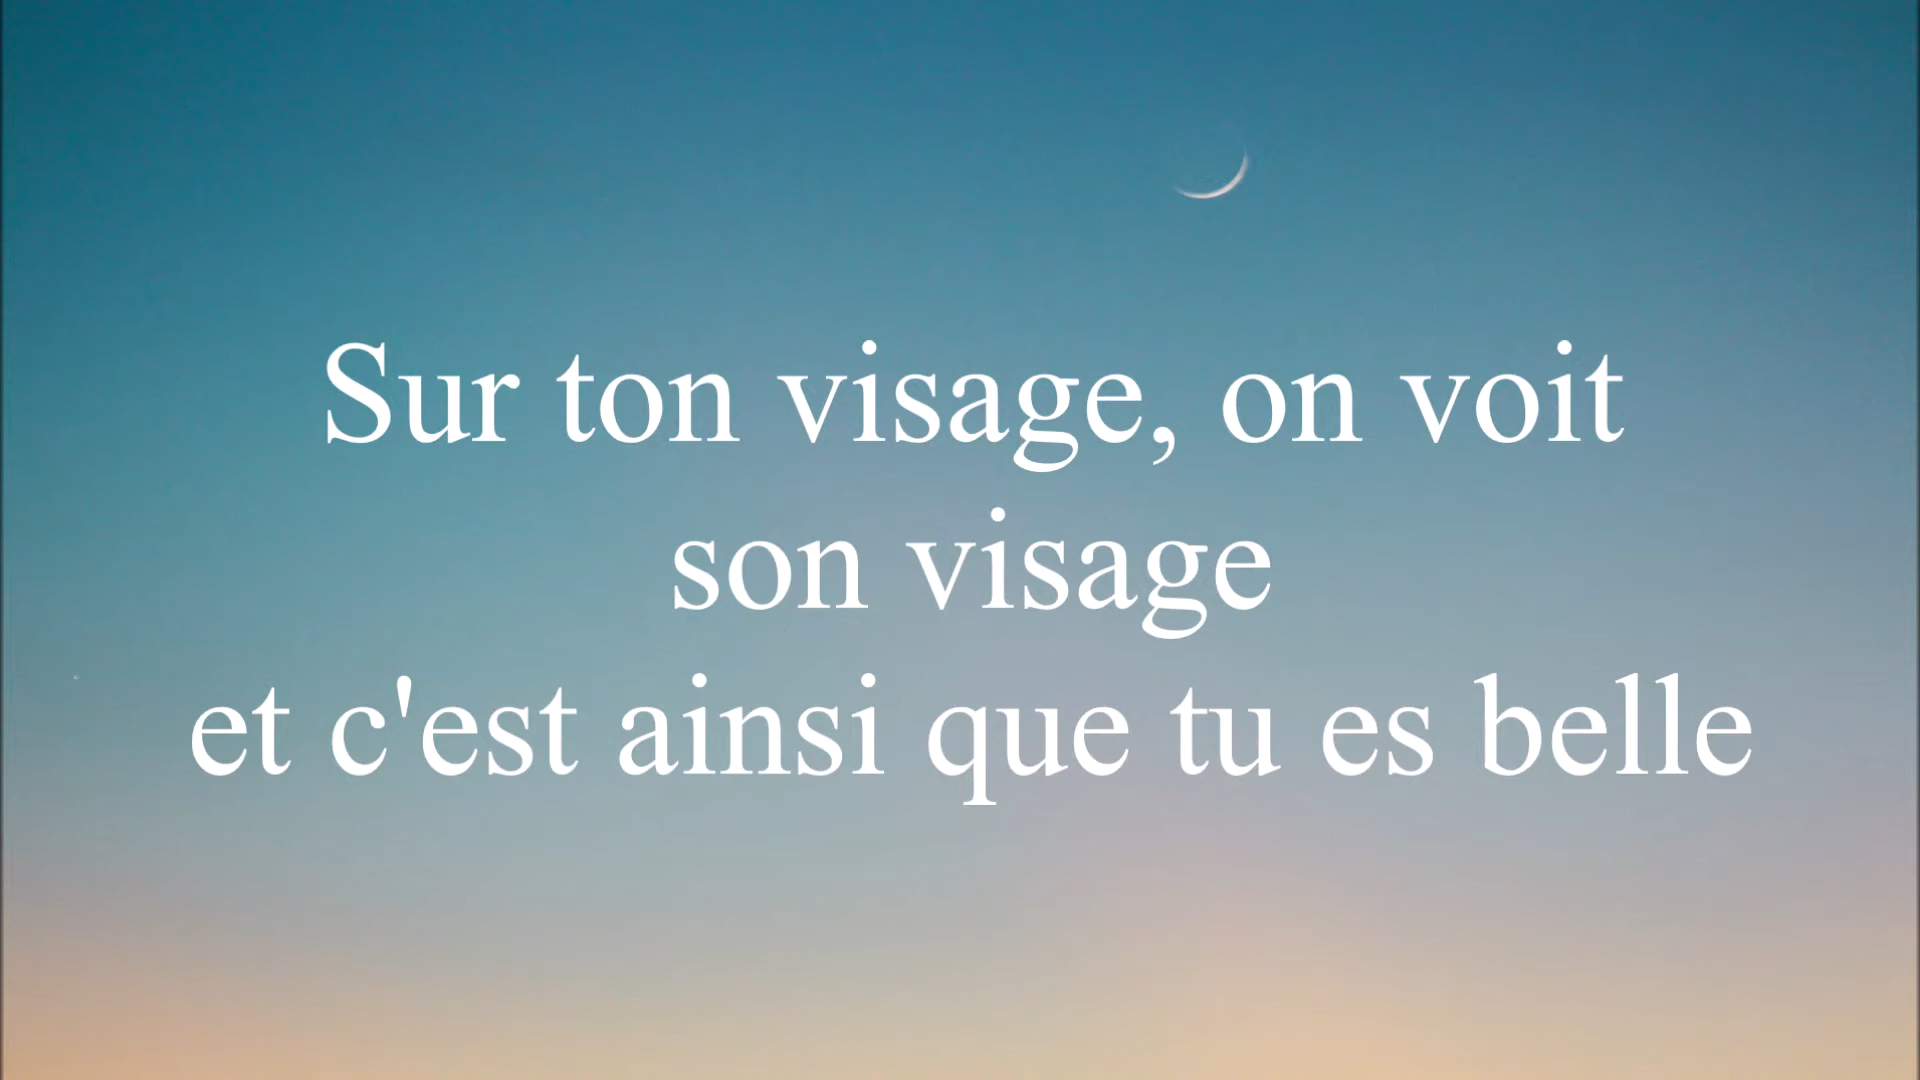 Sur ton visage, on voit
son visage
et c'est ainsi que tu es belle